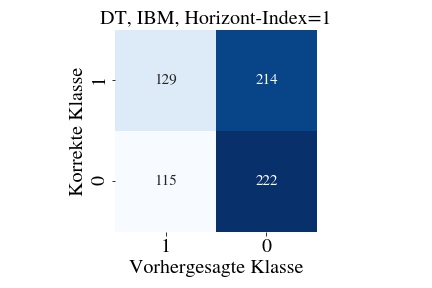 DT, IBM, Horizont-Index=1
Korrekte Klasse
1
129
214
0
115
222
1
0
Vorhergesagte Klasse